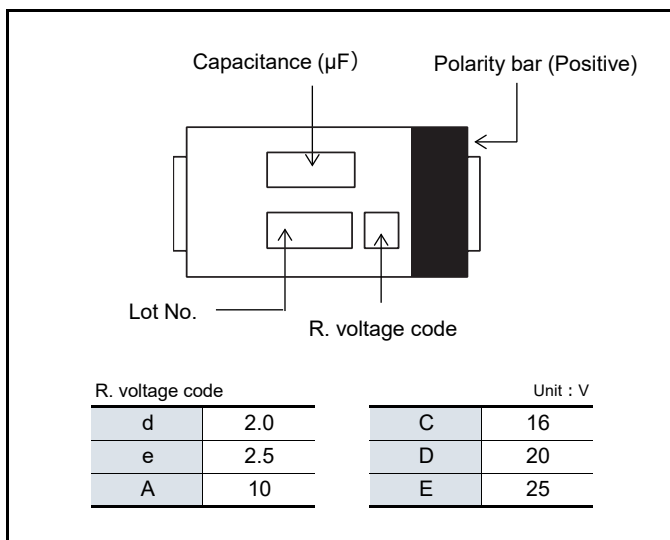 Capacitance (μF）
Polarity bar (Positive)
Lot No.
R. voltage code
R. voltage code
Unit : V
d 2.0 C 16
e 2.5 D 20
A 10 E 25